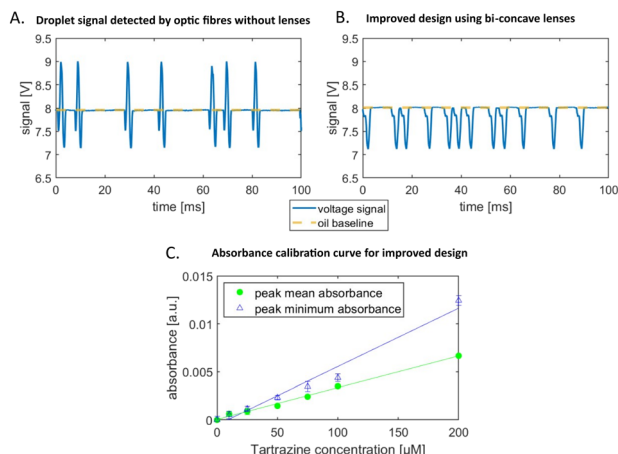 A. Droplet signal detected by optic fibres without lenses
9.5
9
8.5
8
7.5
7
6.5
signal [V]
0 20 40 60 80 100
time [ms]
B. Improved design using bi-concave lenses
9.5
9
8.5
8
7.5
7
6.5
signal [V]
0 20 40 60 80 100
time [ms]
voltage signal
oil baseline
C. Absorbance calibration curve for improved design
0.015
0.01
0.005
0
absorbance [a.u.]
peak mean absorbance
peak minimum absorbance
0 50 100 150 200
Tartrazine concentration [µM]